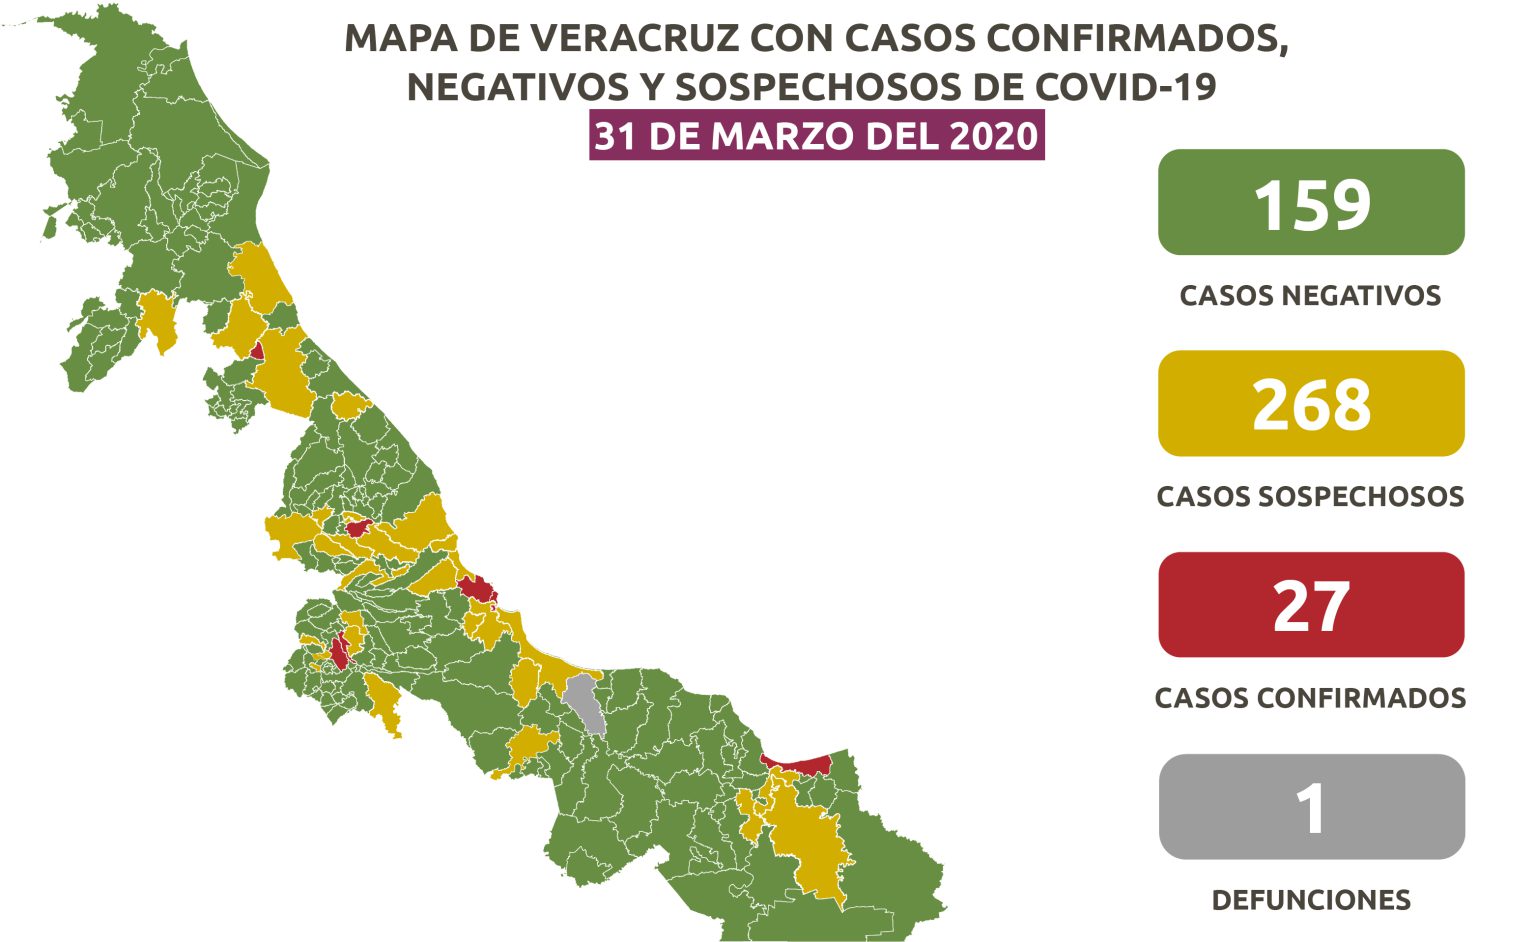 MAPA DE VERACRUZ CON CASOS CONFIRMADOS,
NEGATIVOS Y SOSPECHOSOS DE COVID-19
31 DE MARZO DEL 2020
159
CASOS NEGATIVOS
268
CASOS SOSPECHOSOS
27
CASOS CONFIRMADOS
1
DEFUNCIONES